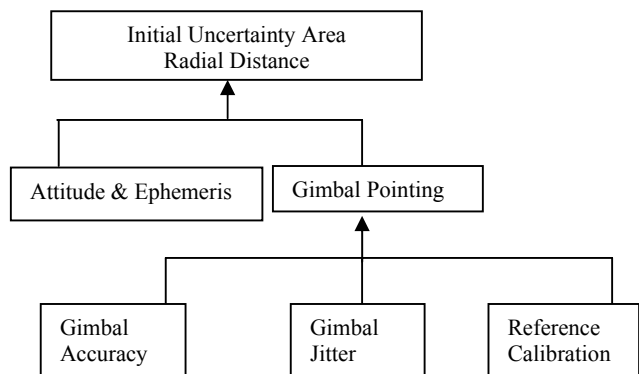 Initial Uncertainty Area
Radial Distance
Attitude & Ephemeris
Gimbal Pointing
Gimbal
Accuracy
Gimbal
Jitter
Reference
Calibration